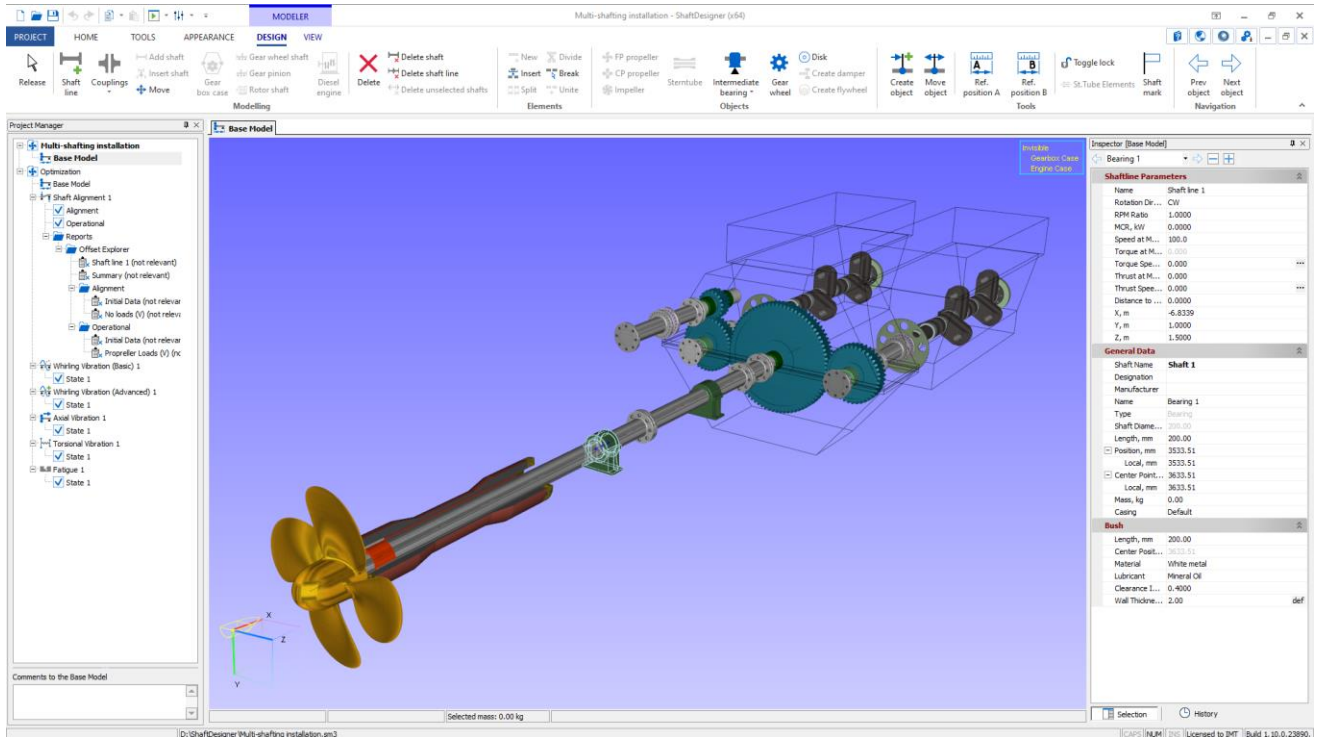 MODELER
Multi-shafting installation - ShaftDesigner (x64)
PROJECT HOME TOOLS APPEARANCE DESIGN VIEW
Release
Shaft line
Couplings
Add shaft
Insert shaft
Move
Gear box case
Gear wheel shaft
Gear pinion
Rotor shaft
Diesel engine
Modelling
Delete
Delete shaft
Delete shaft line
Delete unselected shafts
New Divide
Insert Break
Split Unite
Elements
FP propeller
CP propeller
Impeller
Sterntube
Intermediate bearing
Gear wheel
Disk
Create damper
Create flywheel
Objects
Create object
Move object
Ref. position A
Ref. position B
Toggle lock
St.Tube Elements
Shaft mark
Tools
Prev object
Next object
Navigation
Project Manager
Multi-shafting installation
Base Model
Optimization
Base Model
Shaft Alignment 1
Alignment
Operational
Reports
Offset Explorer
Shaft line 1 (not relevant)
Summary (not relevant)
Alignment
Initial Data (not relevar
No loads (V) (not releva
Operational
Initial Data (not relevar
Propeller Loads (V) (nc
Whirling Vibration (Basic) 1
State 1
Whirling Vibration (Advanced) 1
State 1
Axial Vibration 1
State 1
Torsional Vibration 1
State 1
Fatigue 1
State 1
Comments to the Base Model
Base Model
Invisible
Gearbox Case
Engine Case
X
Z
Y
Selected mass: 0.00 kg
Inspector [Base Model]
Bearing 1
Shaftline Parameters
Name Shaft line 1
Rotation Dir... CW
RPM Ratio 1.0000
MCR, kW 0.0000
Speed at M... 100.0
Torque at M... 0.000
Torque Spe... 0.000 ...
Thrust at M... 0.000
Thrust Spee... 0.000 ...
Distance to ... 0.0000
X, m -6.8339
Y, m 1.0000
Z, m 1.5000
General Data
Shaft Name Shaft 1
Designation
Manufacturer
Name Bearing 1
Type Bearing
Shaft Diame...
Length, mm 200.00
Position, mm 3533.51
Local, mm 3533.51
Center Point... 3633.51
Local, mm 3633.51
Mass, kg 0.00
Casing Default
Bush
Length, mm 200.00
Center Posit... 3633.51
Material White metal
Lubricant Mineral Oil
Clearance I... 0.4000
Wall Thickne... 2.00 def
Selection History
D:\ShaftDesigner\Multi-shafting installation.sm3
CAPS NUM INS Licensed to IMT Build 1.10.0.23890.